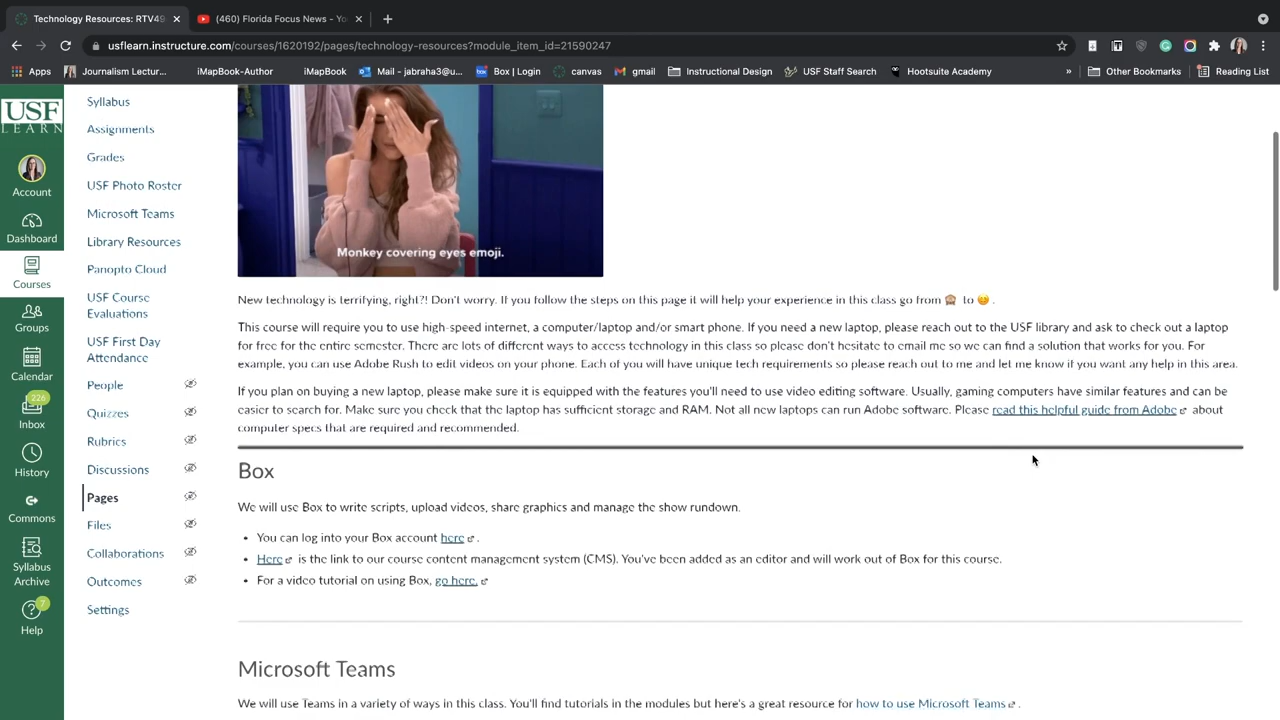 Technology Resources: RTV49
(460) Florida Focus News - Yo
usflearn.instructure.com/courses/1620192/pages/technology-resources?module_item_id=21590247
Apps
Journalism Lectur...
iMapBook-Author
iMapBook
Mail - jabraha3@u...
Box | Login
canvas
gmail
Instructional Design
USF Staff Search
Hootsuite Academy
»
Other Bookmarks
Reading List
USF
LEARN
Account
Dashboard
Courses
Groups
Calendar
226
Inbox
History
Commons
Syllabus
Archive
7
Help
Syllabus
Assignments
Grades
USF Photo Roster
Microsoft Teams
Library Resources
Panopto Cloud
USF Course
Evaluations
USF First Day
Attendance
People
Quizzes
Rubrics
Discussions
Pages
Files
Collaborations
Outcomes
Settings
Monkey covering eyes emoji.
New technology is terrifying, right?! Don't worry. If you follow the steps on this page it will help your experience in this class go from 🙈 to 😊 .
This course will require you to use high-speed internet, a computer/laptop and/or smart phone. If you need a new laptop, please reach out to the USF library and ask to check out a laptop
for free for the entire semester. There are lots of different ways to access technology in this class so please don't hesitate to email me so we can find a solution that works for you. For
example, you can use Adobe Rush to edit videos on your phone. Each of you will have unique tech requirements so please reach out to me and let me know if you want any help in this area.
If you plan on buying a new laptop, please make sure it is equipped with the features you'll need to use video editing software. Usually, gaming computers have similar features and can be
easier to search for. Make sure you check that the laptop has sufficient storage and RAM. Not all new laptops can run Adobe software. Please read this helpful guide from Adobe about
computer specs that are required and recommended.
Box
We will use Box to write scripts, upload videos, share graphics and manage the show rundown.
• You can log into your Box account here .
• Here is the link to our course content management system (CMS). You've been added as an editor and will work out of Box for this course.
• For a video tutorial on using Box, go here.
Microsoft Teams
We will use Teams in a variety of ways in this class. You'll find tutorials in the modules but here's a great resource for how to use Microsoft Teams .